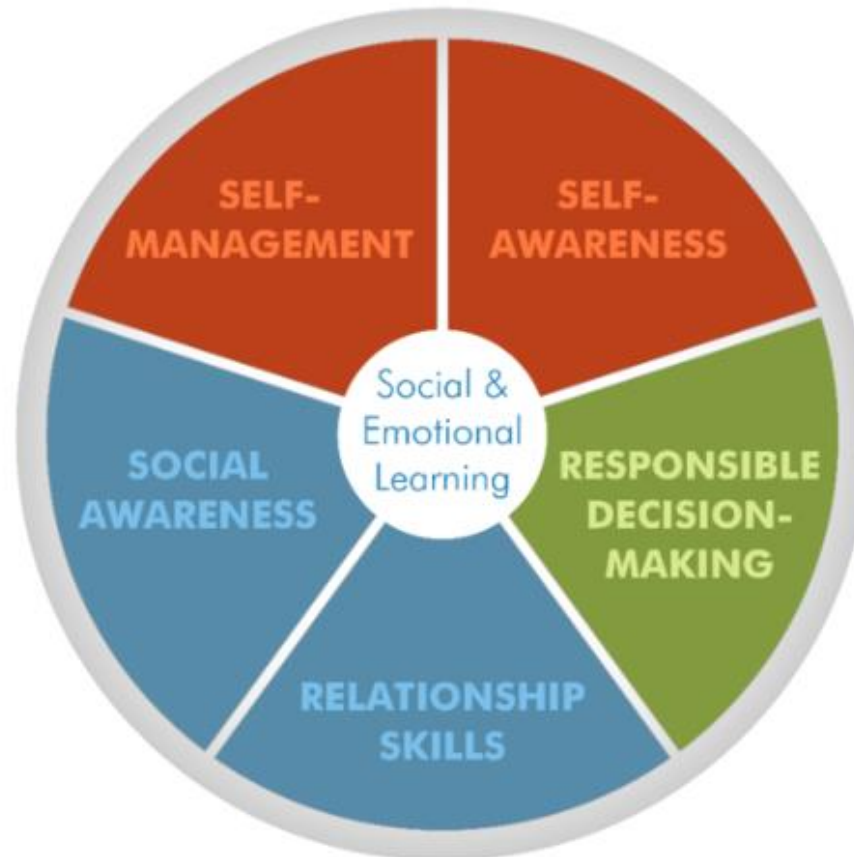 SELF-
MANAGEMENT
SELF-
AWARENESS
Social &
Emotional
Learning
SOCIAL
AWARENESS
RESPONSIBLE
DECISION-
MAKING
RELATIONSHIP
SKILLS